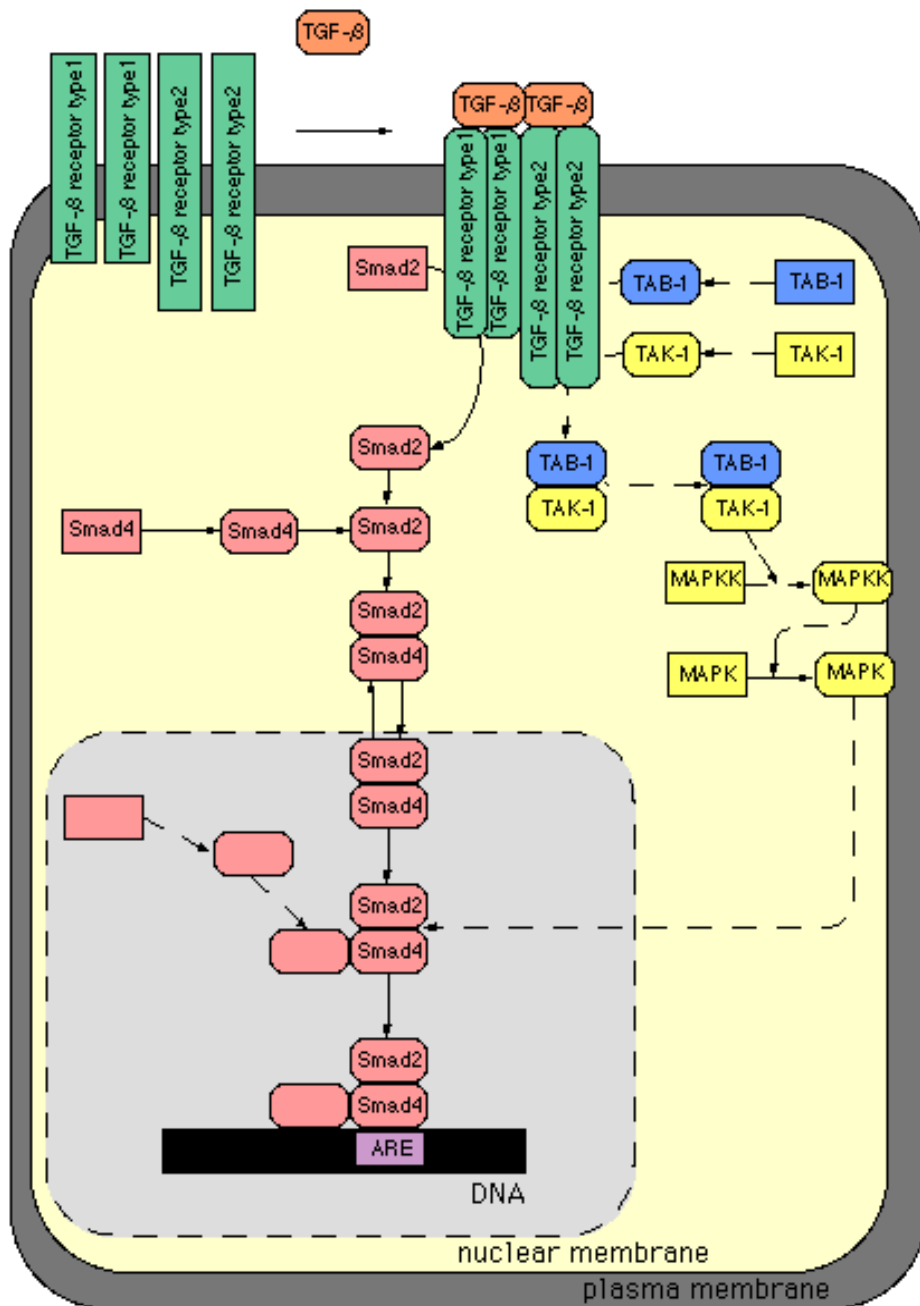 TGF-β
TGF-β receptor type1
TGF-β receptor type1
TGF-β receptor type2
TGF-β receptor type2
TGF-β
TGF-β
TGF-β receptor type1
TGF-β receptor type1
TGF-β receptor type2
TGF-β receptor type2
Smad2
TAB-1
TAB-1
TAK-1
TAK-1
Smad2
TAB-1
TAB-1
TAK-1
TAK-1
Smad4
Smad4
Smad2
MAPKK
MAPKK
Smad2
Smad4
MAPK
MAPK
Smad2
Smad4
Smad2
Smad4
Smad2
Smad4
ARE
DNA
nuclear membrane
plasma membrane